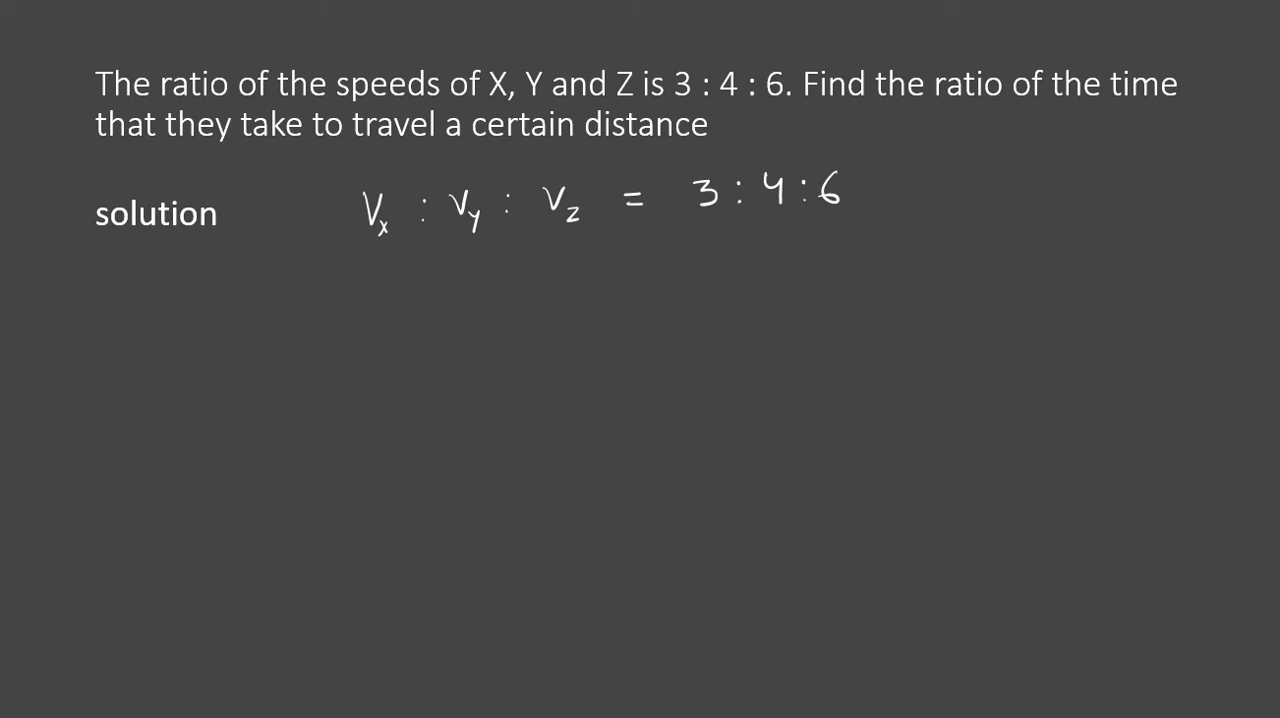 The ratio of the speeds of X, Y and Z is 3 : 4 : 6. Find the ratio of the time
that they take to travel a certain distance
solution
Vx : Vy : Vz = 3 : 4 : 6